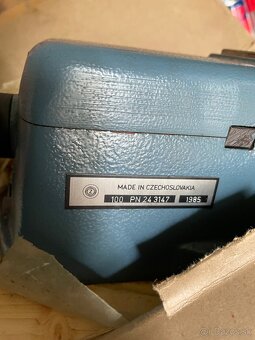 MADE IN CZECHOSLOVAKIA
100 PN 24 3147 1985